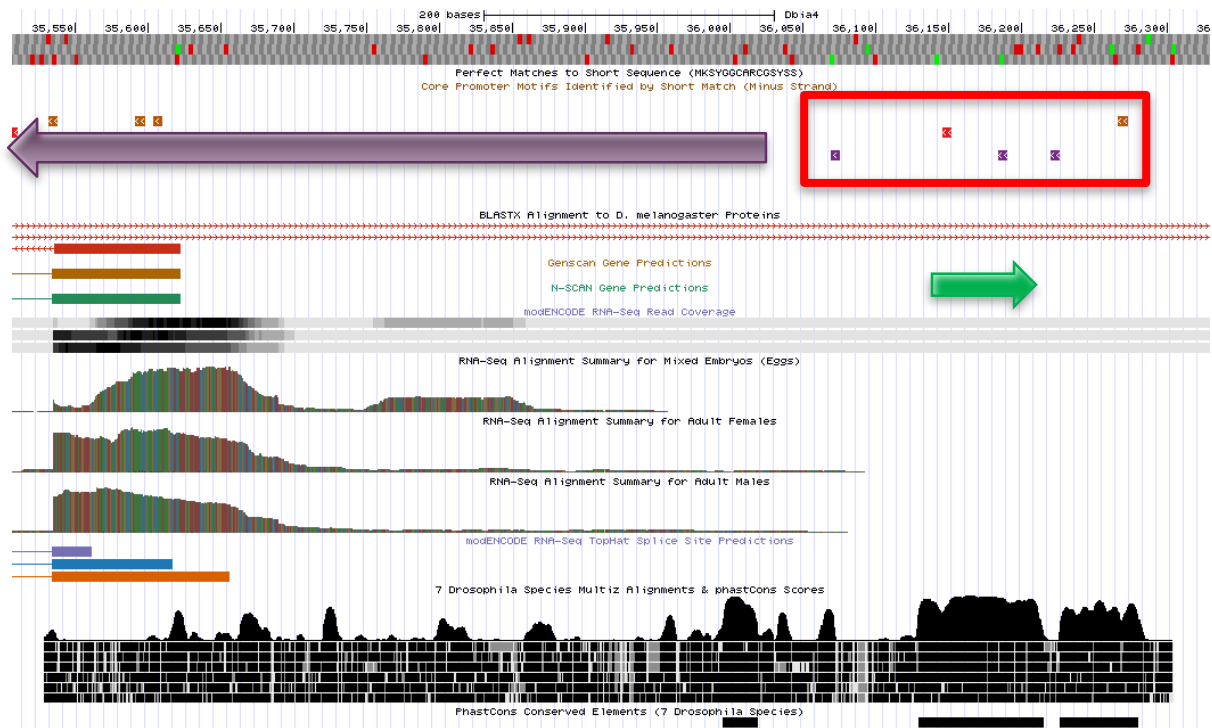 200 bases Dbia4
35,550 35,600 35,650 35,700 35,750 35,800 35,850 35,900 35,950 36,000 36,050 36,100 36,150 36,200 36,250 36,300 36
Perfect Matches to Short Sequence (MKSYGGCARCGSYSS)
Core Promoter Motifs Identified by Short Match (Minus Strand)
BLASTX Alignment to D. melanogaster Proteins
Genscan Gene Predictions
N-SCAN Gene Predictions
modENCODE RNA-Seq Read Coverage
RNA-Seq Alignment Summary for Mixed Embryos (Eggs)
RNA-Seq Alignment Summary for Adult Females
RNA-Seq Alignment Summary for Adult Males
modENCODE RNA-Seq TopHat Splice Site Predictions
7 Drosophila Species Multiz Alignments & phastCons Scores
PhastCons Conserved Elements (7 Drosophila Species)